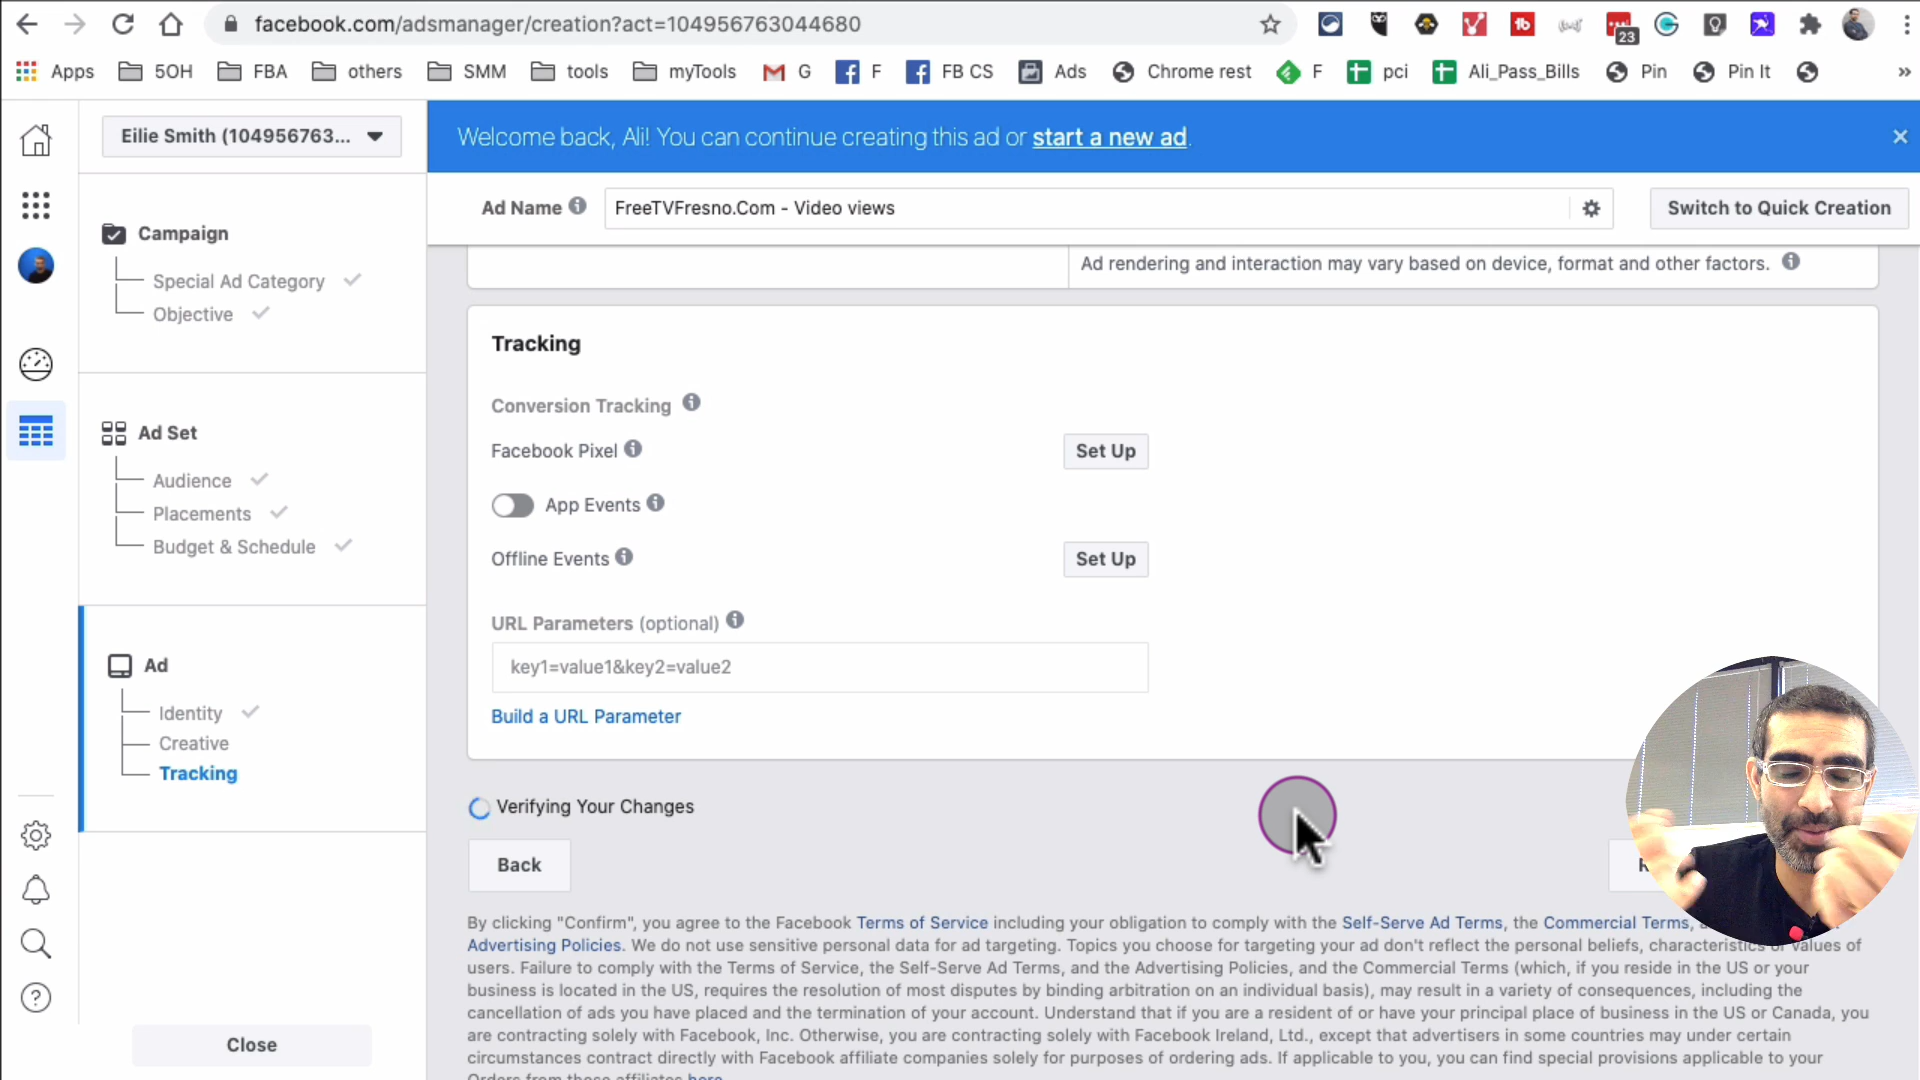 facebook.com/adsmanager/creation?act=104956763044680
23
Apps 5OH FBA others SMM tools myTools G F FB CS Ads Chrome rest F pci Ali_Pass_Bills Pin Pin It »
Eilie Smith (104956763...
Welcome back, Ali! You can continue creating this ad or start a new ad.
Ad Name FreeTVFresno.Com - Video views Switch to Quick Creation
Campaign
Special Ad Category
Objective
Ad Set
Audience
Placements
Budget & Schedule
Ad
Identity
Creative
Tracking
Close
Ad rendering and interaction may vary based on device, format and other factors.
Tracking
Conversion Tracking
Facebook Pixel Set Up
App Events
Offline Events Set Up
URL Parameters (optional)
key1=value1&key2=value2
Build a URL Parameter
Verifying Your Changes
Back
By clicking "Confirm", you agree to the Facebook Terms of Service including your obligation to comply with the Self-Serve Ad Terms, the Commercial Terms,
Advertising Policies. We do not use sensitive personal data for ad targeting. Topics you choose for targeting your ad don't reflect the personal beliefs, characteristics or values of
users. Failure to comply with the Terms of Service, the Self-Serve Ad Terms, and the Advertising Policies, and the Commercial Terms (which, if you reside in the US or your
business is located in the US, requires the resolution of most disputes by binding arbitration on an individual basis), may result in a variety of consequences, including the
cancellation of ads you have placed and the termination of your account. Understand that if you are a resident of or have your principal place of business in the US or Canada, you
are contracting solely with Facebook, Inc. Otherwise, you are contracting solely with Facebook Ireland, Ltd., except that advertisers in some countries may under certain
circumstances contract directly with Facebook affiliate companies solely for purposes of ordering ads. If applicable to you, you can find special provisions applicable to your
Orders from those affiliates here